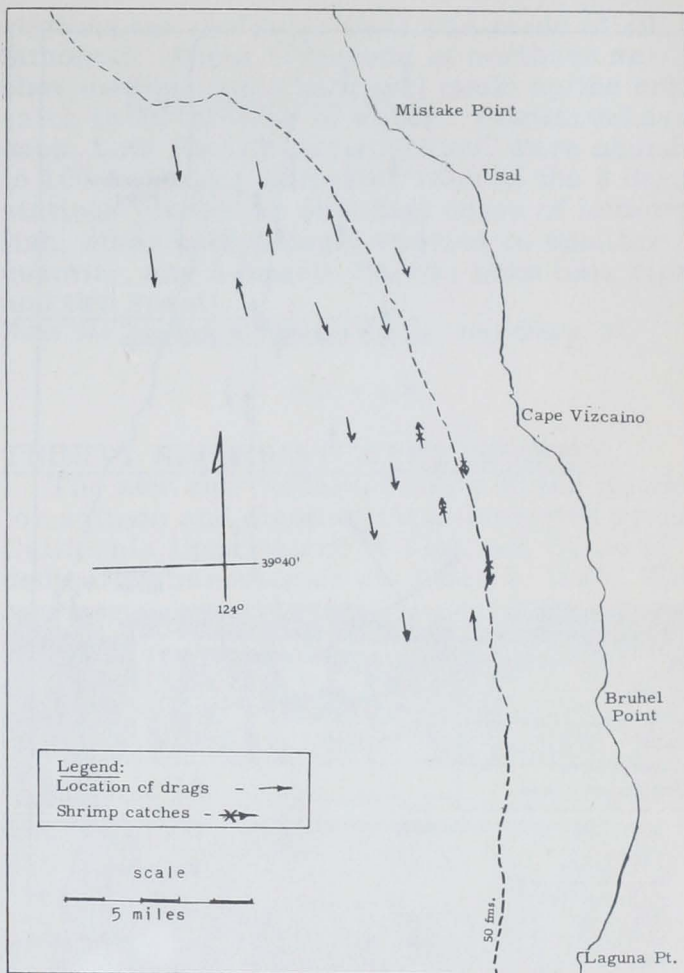 Mistake Point
Usal
Cape Vizcaino
39°40'
124°
Bruhel
Point
Legend:
Location of drags -
Shrimp catches -
scale
5 miles
50 fms.
Laguna Pt.